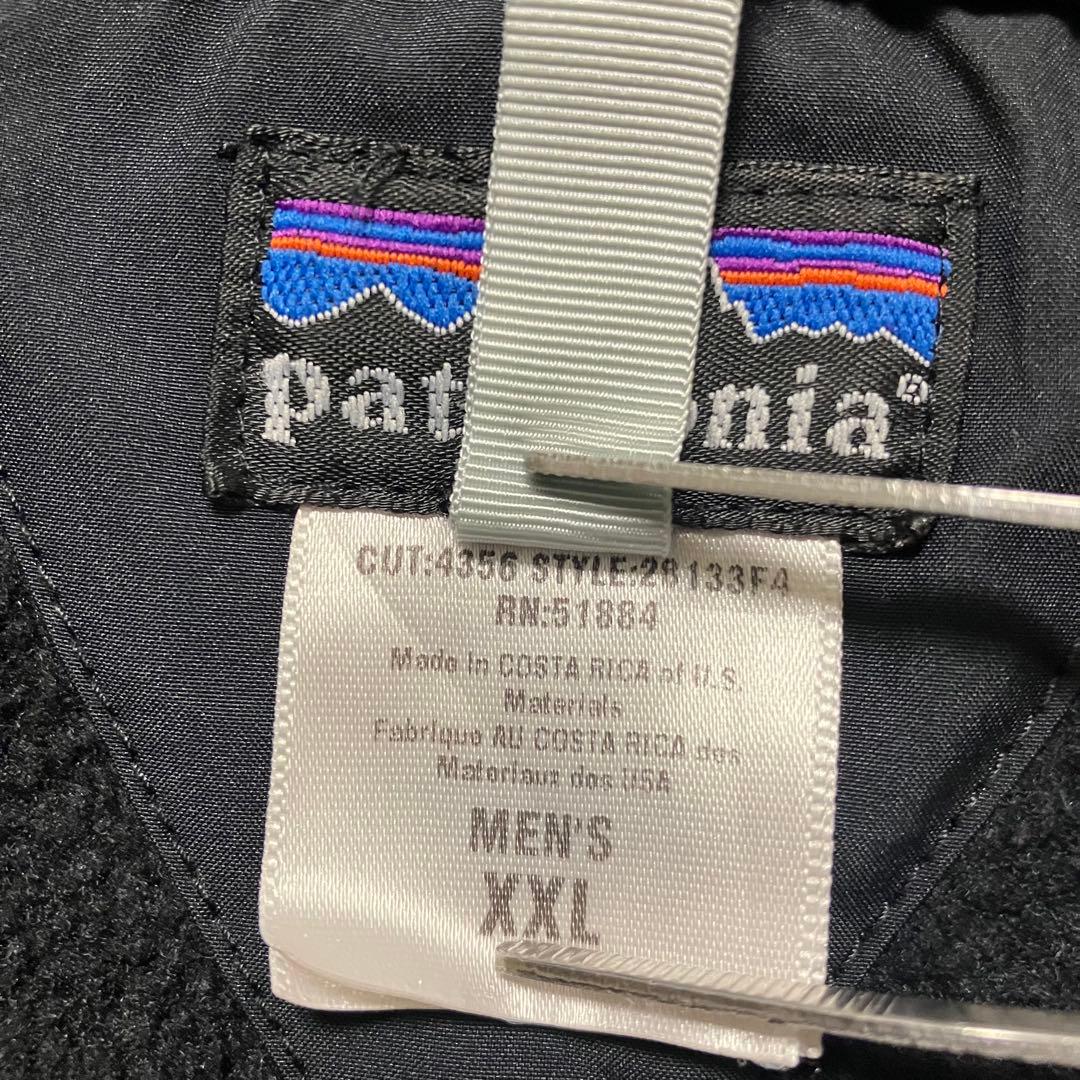 pat nia®
CUT:4356 STYLE:28133F4
RN:51884
Made in COSTA RICA of U.S.
Materials
Fabrique AU COSTA RICA des
Materiaux des USA
MEN'S
XXL